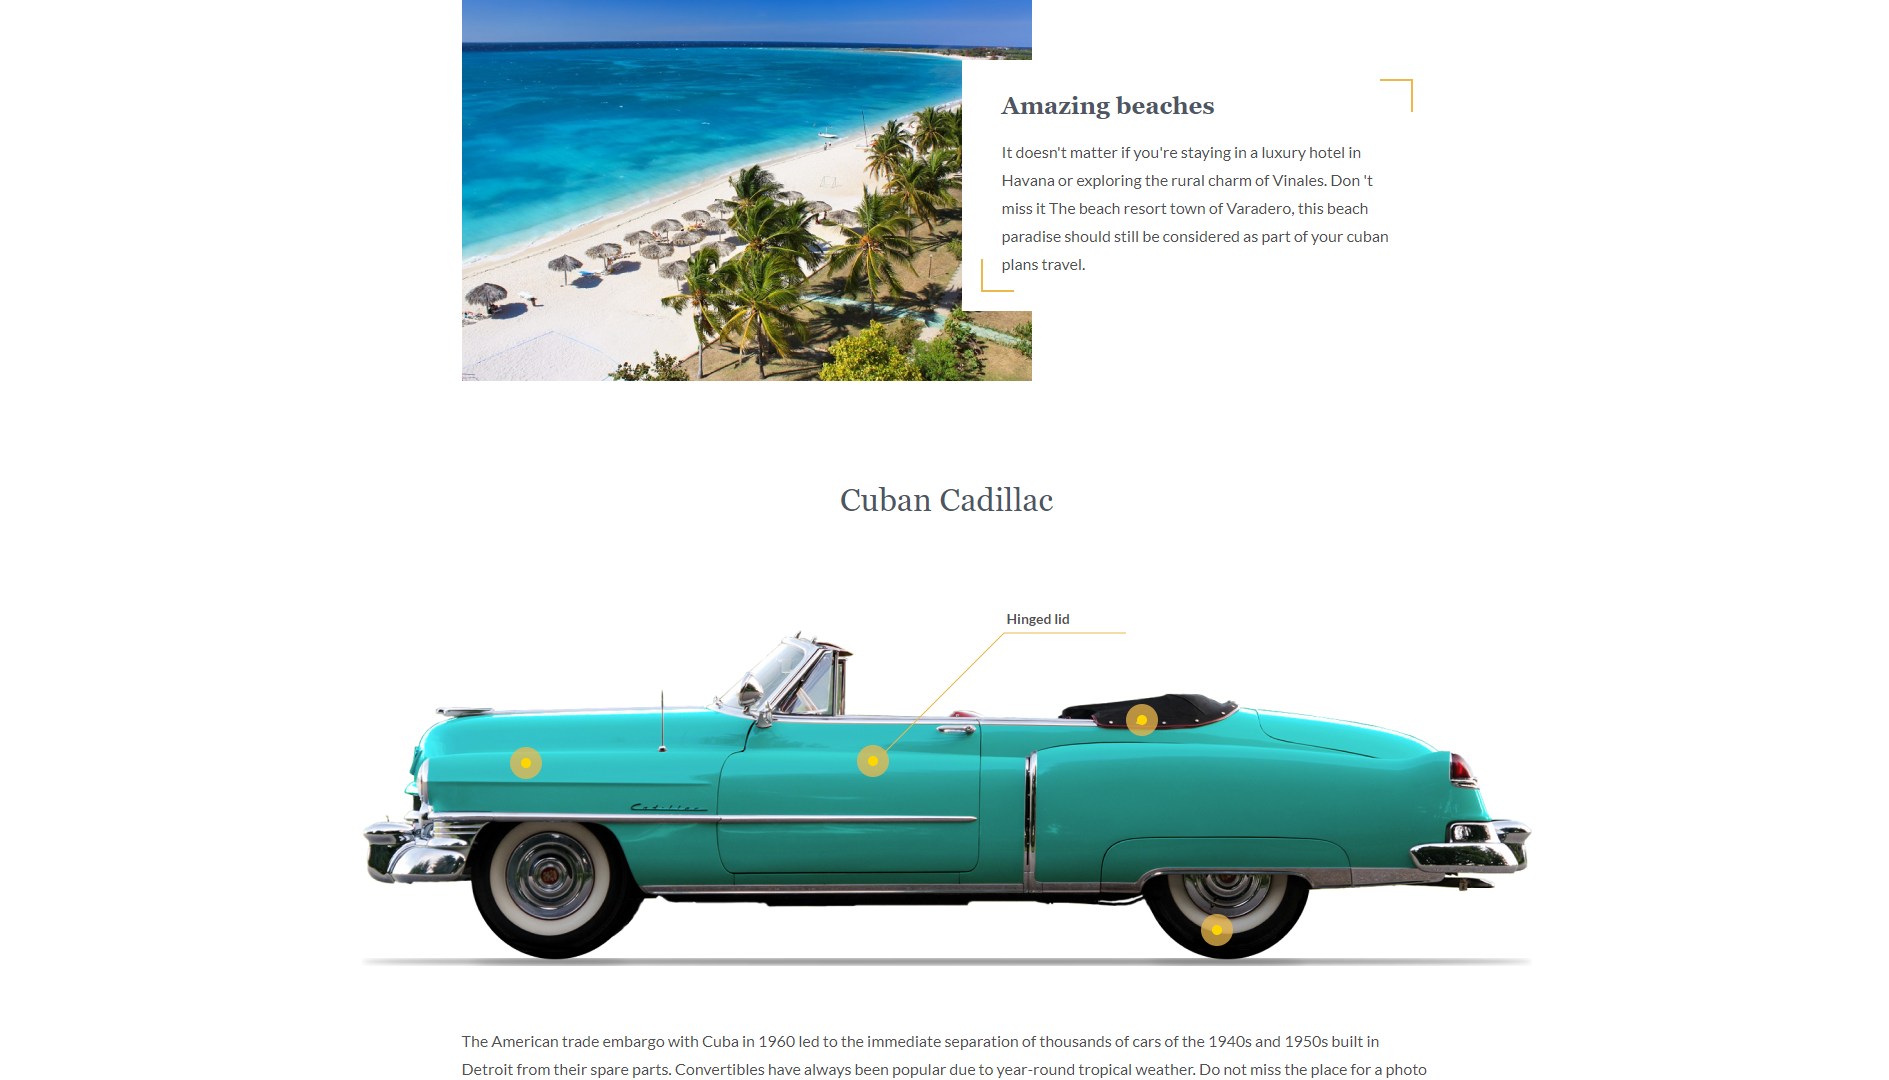 Amazing beaches
It doesn't matter if you're staying in a luxury hotel in
Havana or exploring the rural charm of Vinales. Don 't
miss it The beach resort town of Varadero, this beach
paradise should still be considered as part of your cuban
plans travel.
Cuban Cadillac
Hinged lid
Cadillac
The American trade embargo with Cuba in 1960 led to the immediate separation of thousands of cars of the 1940s and 1950s built in
Detroit from their spare parts. Convertibles have always been popular due to year-round tropical weather. Do not miss the place for a photo